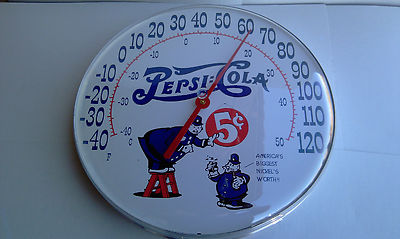 -40 -30 -20 -10 0 10 20 30 40 50 60 70 80 90 100 110 120
-40 -30 -20 -10 0 10 20 30 40 50
F
C
PEPSI-COLA
5¢
AMERICA'S
BIGGEST
NICKEL'S
WORTH!!